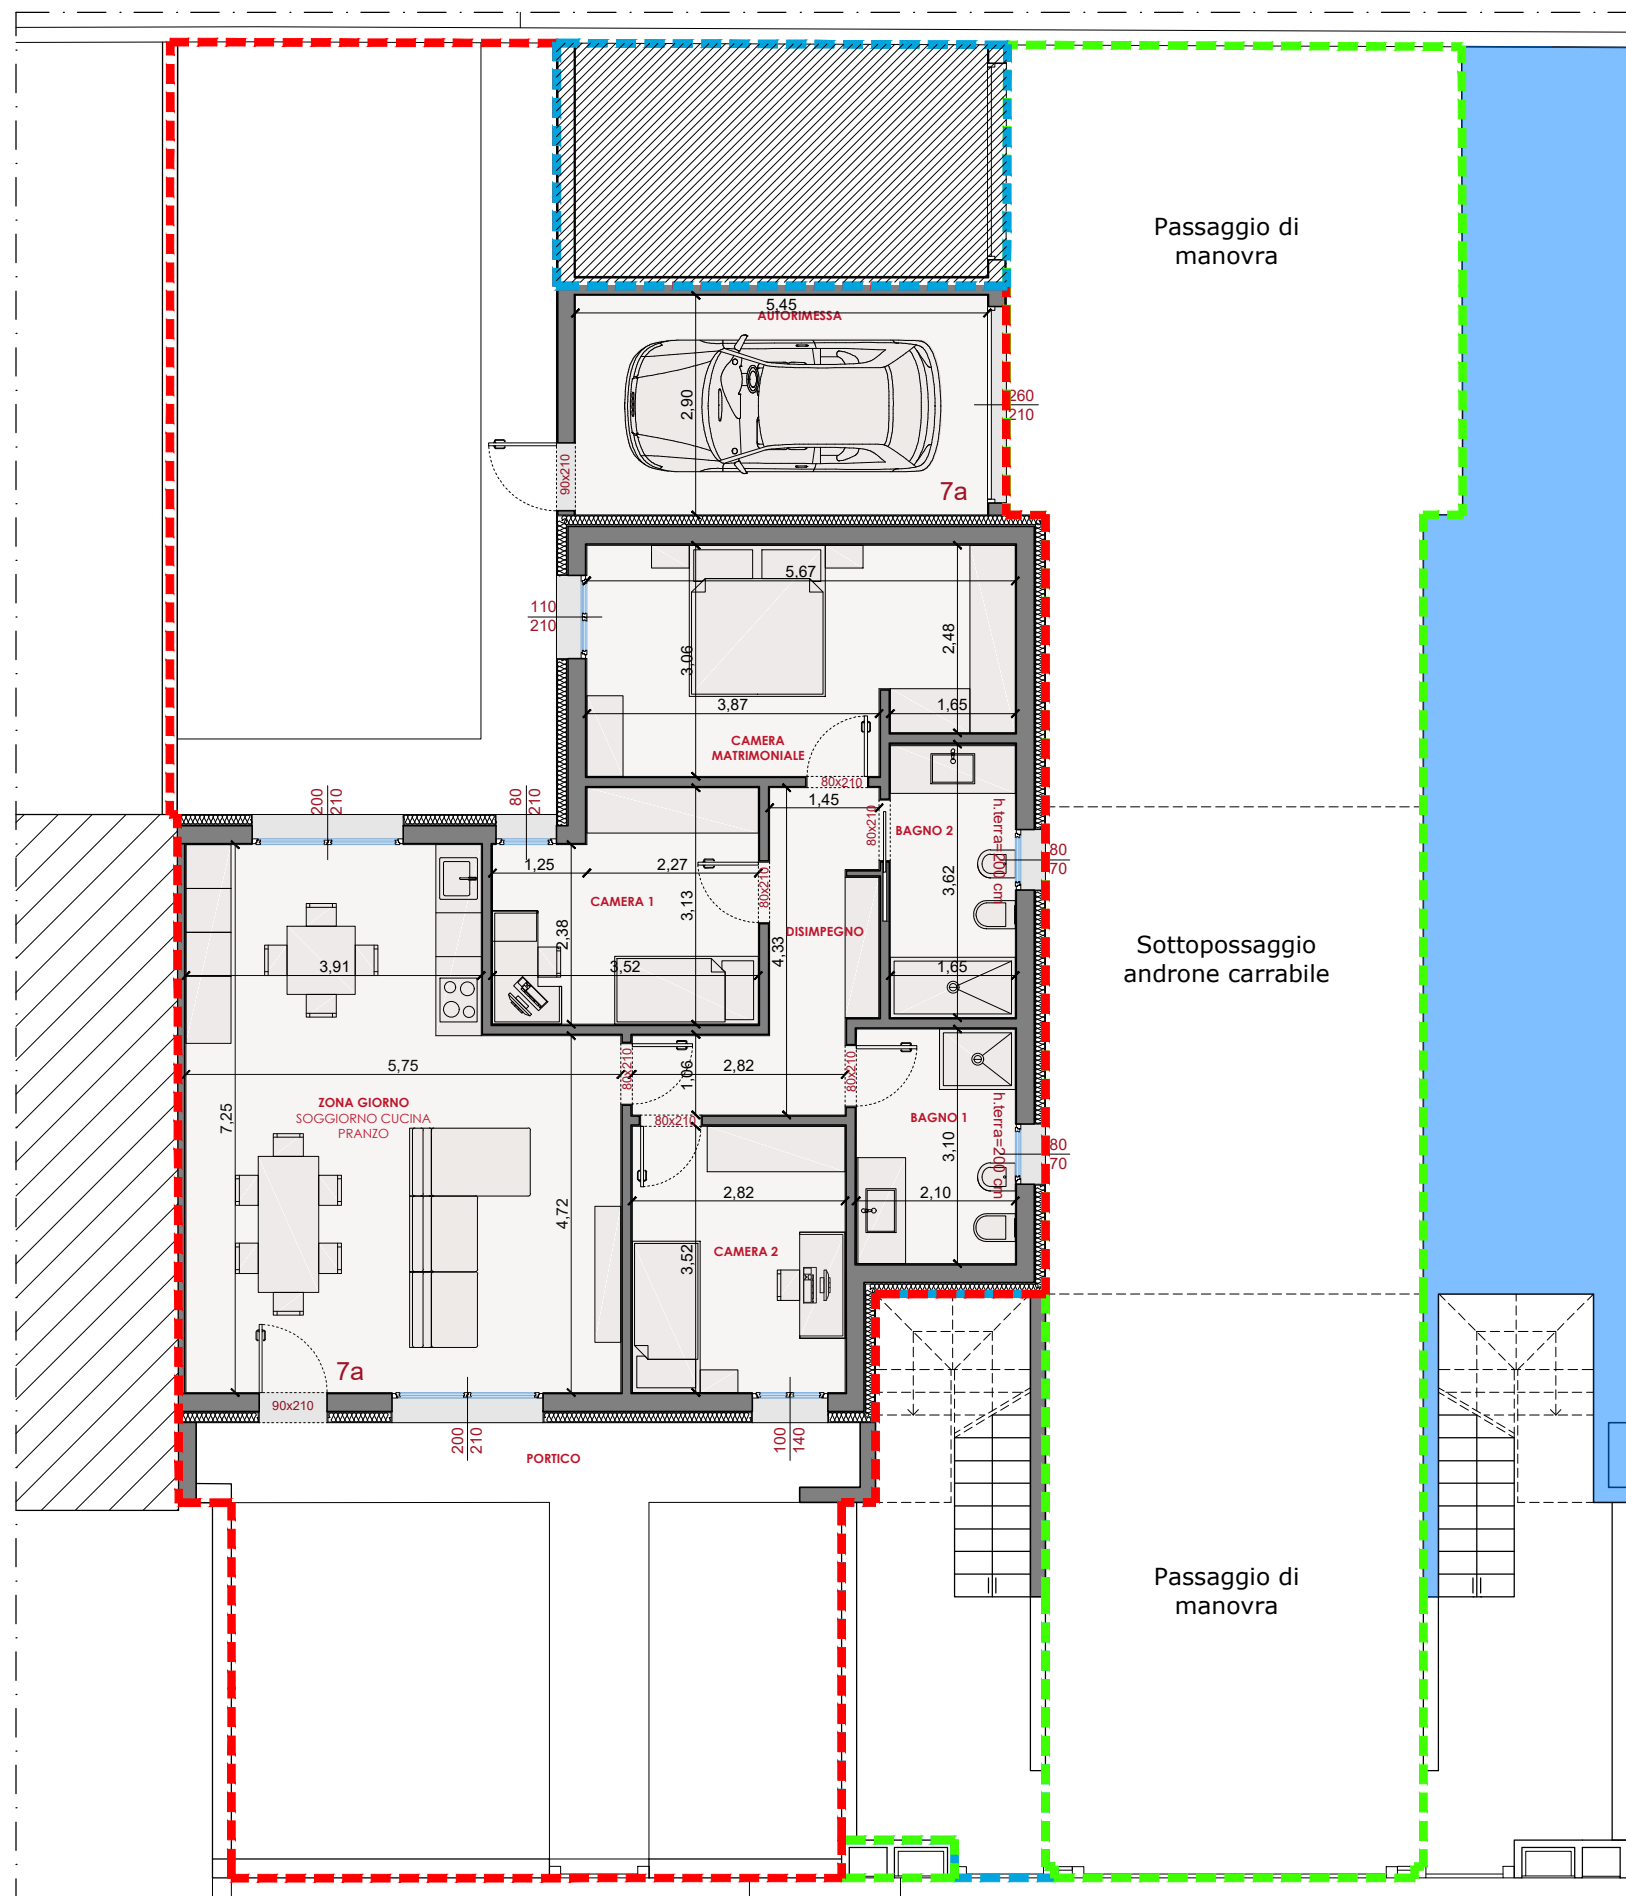 Passaggio di
manovra
5,45
AUTORIMESSA
2,90
260
210
90x210
7a
5,67
110
210
3,06
2,48
3,87
1,65
CAMERA
MATRIMONIALE
80x210
200
210
80
210
1,45
80x210
BAGNO 2
h.terra=200 cm
80
70
1,25
2,27
80x210
3,62
CAMERA 1
3,13
2,38
DISIMPEGNO
4,33
Sottopossaggio
androne carrabile
3,91
3,52
1,65
5,75
80x210
1,06
2,82
80x210
7,25
ZONA GIORNO
SOGGIORNO CUCINA
PRANZO
80x210
BAGNO 1
h.terra=200 cm
3,10
80
70
2,82
2,10
4,72
CAMERA 2
3,52
7a
90x210
200
210
100
140
PORTICO
Passaggio di
manovra